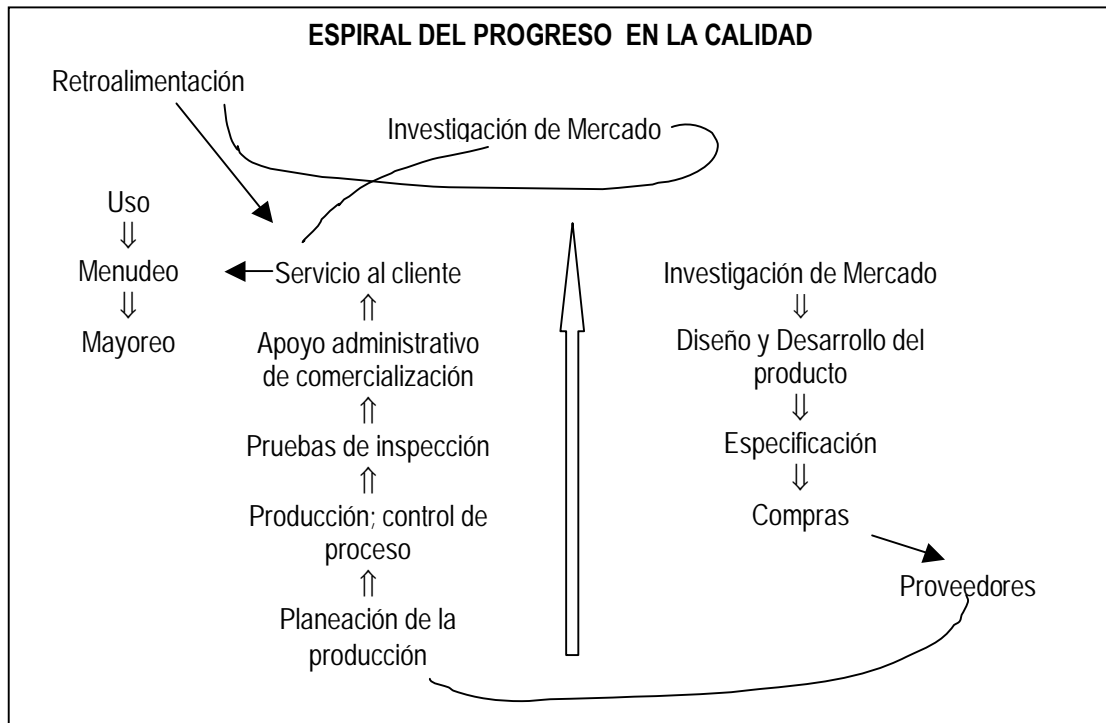 ESPIRAL DEL PROGRESO EN LA CALIDAD
Retroalimentación
Investigación de Mercado
Uso
⇓
Menudeo
⇓
Mayoreo
Servicio al cliente
⇑
Apoyo administrativo
de comercialización
⇑
Pruebas de inspección
⇑
Producción; control de
proceso
⇑
Planeación de la
producción
Investigación de Mercado
⇓
Diseño y Desarrollo del
producto
⇓
Especificación
⇓
Compras
Proveedores